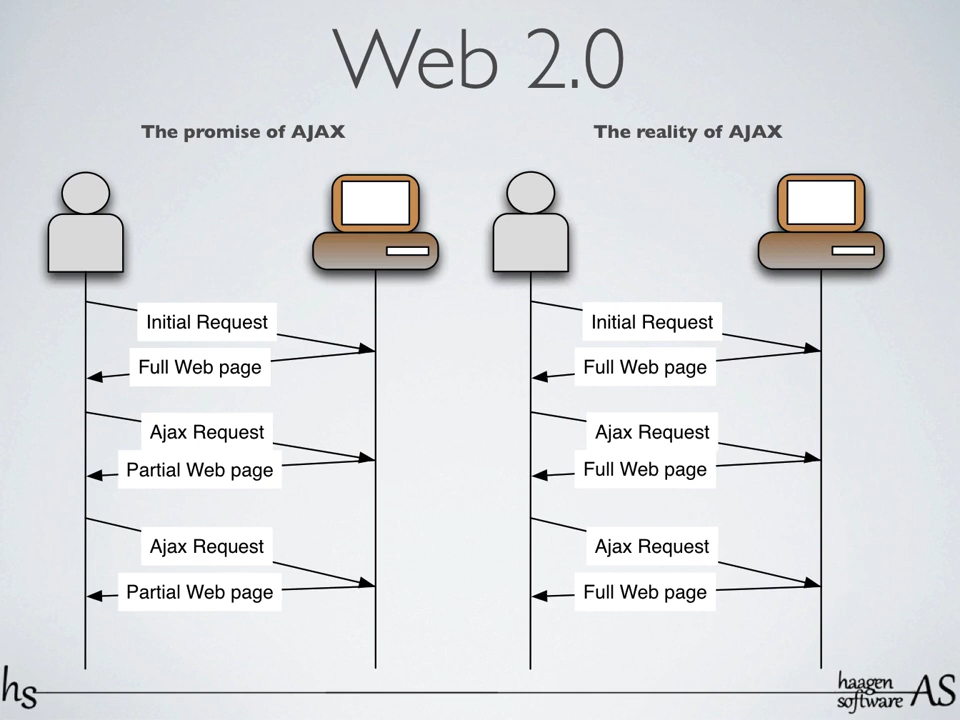 Web 2.0
The promise of AJAX
Initial Request
Full Web page
Ajax Request
Partial Web page
Ajax Request
Partial Web page
The reality of AJAX
Initial Request
Full Web page
Ajax Request
Full Web page
Ajax Request
Full Web page
hs
haagen
software AS